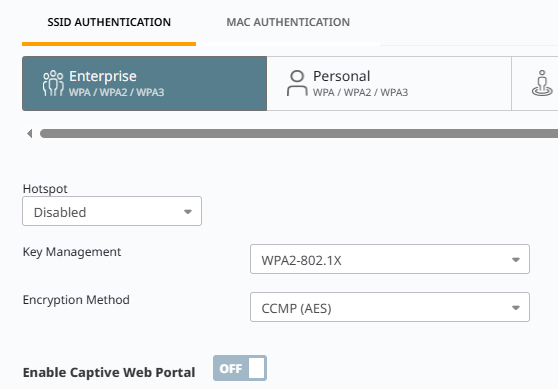 SSID AUTHENTICATION
MAC AUTHENTICATION
Enterprise
WPA / WPA2 / WPA3
Personal
WPA / WPA2 / WPA3
Hotspot
Disabled
Key Management
WPA2-802.1X
Encryption Method
CCMP (AES)
Enable Captive Web Portal
OFF